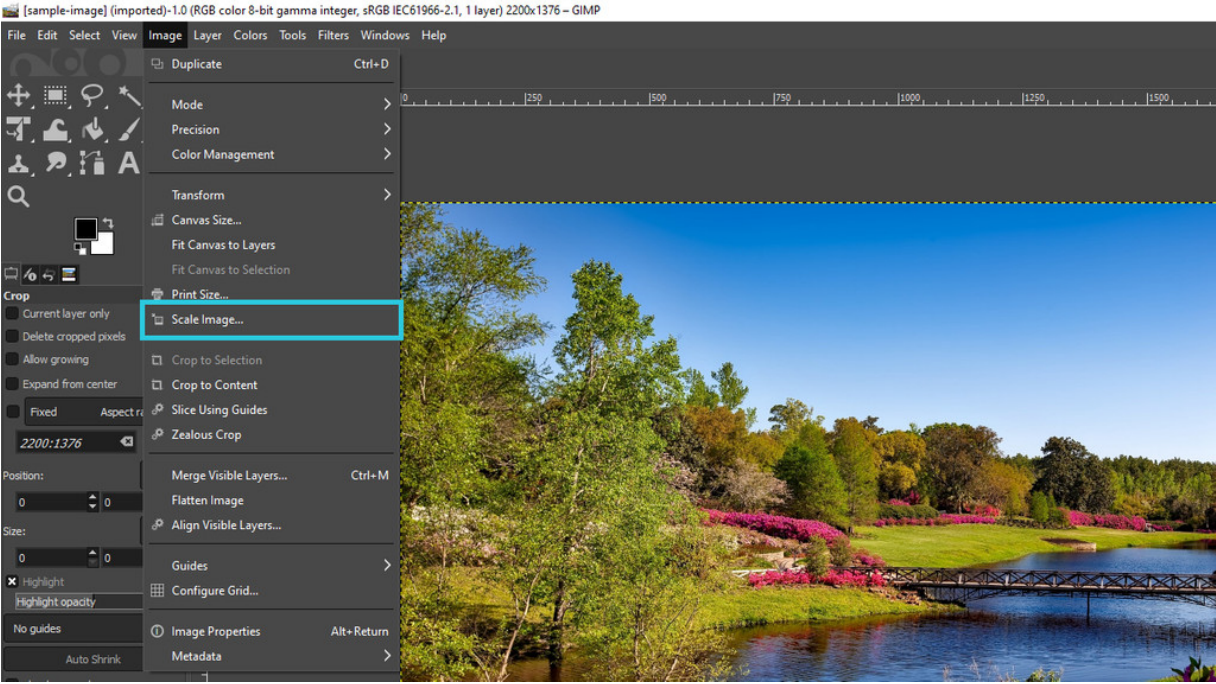 [sample-image] (imported)-1.0 (RGB color 8-bit gamma integer, sRGB IEC61966-2.1, 1 layer) 2200x1376 – GIMP
File Edit Select View Image Layer Colors Tools Filters Windows Help
Duplicate Ctrl+D
Mode
Precision
Color Management
Transform
Canvas Size...
Fit Canvas to Layers
Fit Canvas to Selection
Print Size...
Scale Image...
Crop to Selection
Crop to Content
Slice Using Guides
Zealous Crop
Merge Visible Layers... Ctrl+M
Flatten Image
Align Visible Layers...
Guides
Configure Grid...
Image Properties Alt+Return
Metadata
0 250 500 750 1000 1250 1500
Crop
Current layer only
Delete cropped pixels
Allow growing
Expand from center
Fixed Aspect
2200:1376
Position:
0 0
Size:
0 0
Highlight
Highlight opacity
No guides
Auto Shrink